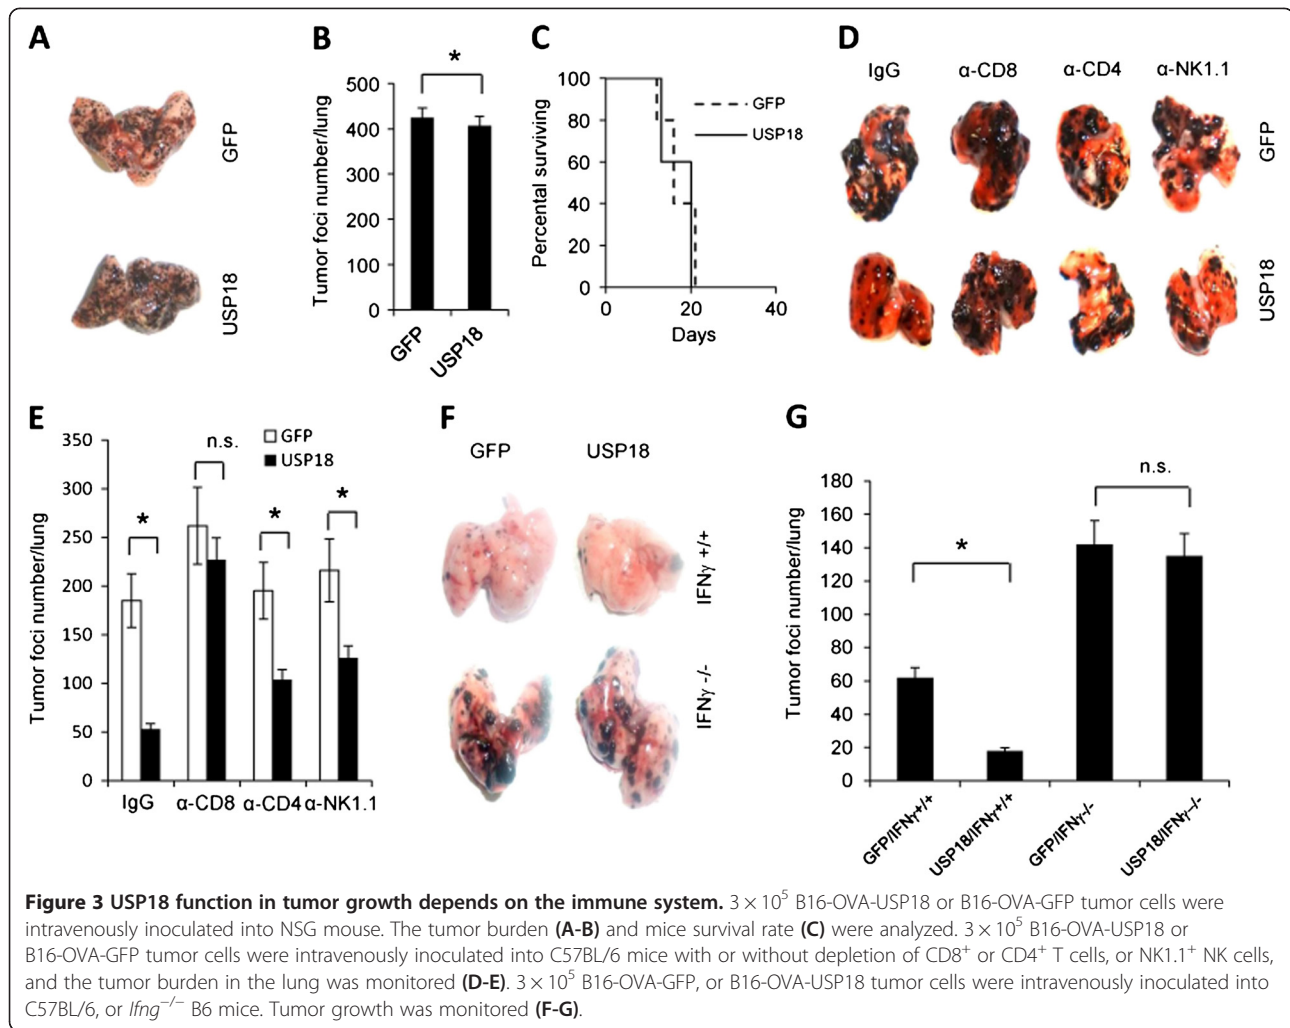 A
GFP
USP18
B
*
Tumor foci number/lung
500
400
300
200
100
0
GFP
USP18
C
Percental surviving
100
80
60
40
20
0
0
20
40
Days
GFP
USP18
D
IgG
α-CD8
α-CD4
α-NK1.1
GFP
USP18
E
Tumor foci number/lung
350
300
250
200
150
100
50
0
GFP
USP18
*
n.s.
*
*
IgG
α-CD8
α-CD4
α-NK1.1
F
GFP
USP18
IFNγ +/+
IFNγ -/-
G
Tumor foci number/lung
180
160
140
120
100
80
60
40
20
0
*
n.s.
GFP/IFNγ+/+
USP18/IFNγ+/+
GFP/IFNγ-/-
USP18/IFNγ-/-
Figure 3 USP18 function in tumor growth depends on the immune system. 3 × 10⁵ B16-OVA-USP18 or B16-OVA-GFP tumor cells were
intravenously inoculated into NSG mouse. The tumor burden (A-B) and mice survival rate (C) were analyzed. 3 × 10⁵ B16-OVA-USP18 or
B16-OVA-GFP tumor cells were intravenously inoculated into C57BL/6 mice with or without depletion of CD8⁺ or CD4⁺ T cells, or NK1.1⁺ NK cells,
and the tumor burden in the lung was monitored (D-E). 3 × 10⁵ B16-OVA-GFP, or B16-OVA-USP18 tumor cells were intravenously inoculated into
C57BL/6, or Ifng⁻/⁻ B6 mice. Tumor growth was monitored (F-G).